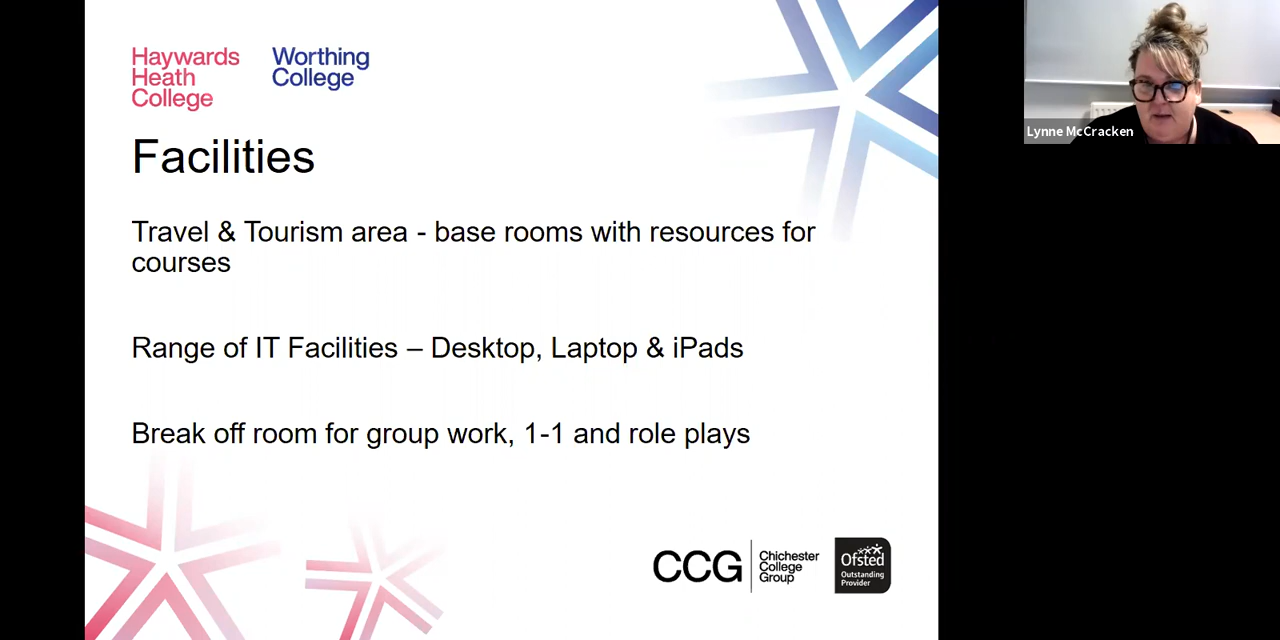 Haywards
Heath
College
Worthing
College
Facilities
Travel & Tourism area - base rooms with resources for
courses
Range of IT Facilities – Desktop, Laptop & iPads
Break off room for group work, 1-1 and role plays
CCG
Chichester
College
Group
Ofsted
Outstanding
Provider
Lynne McCracken